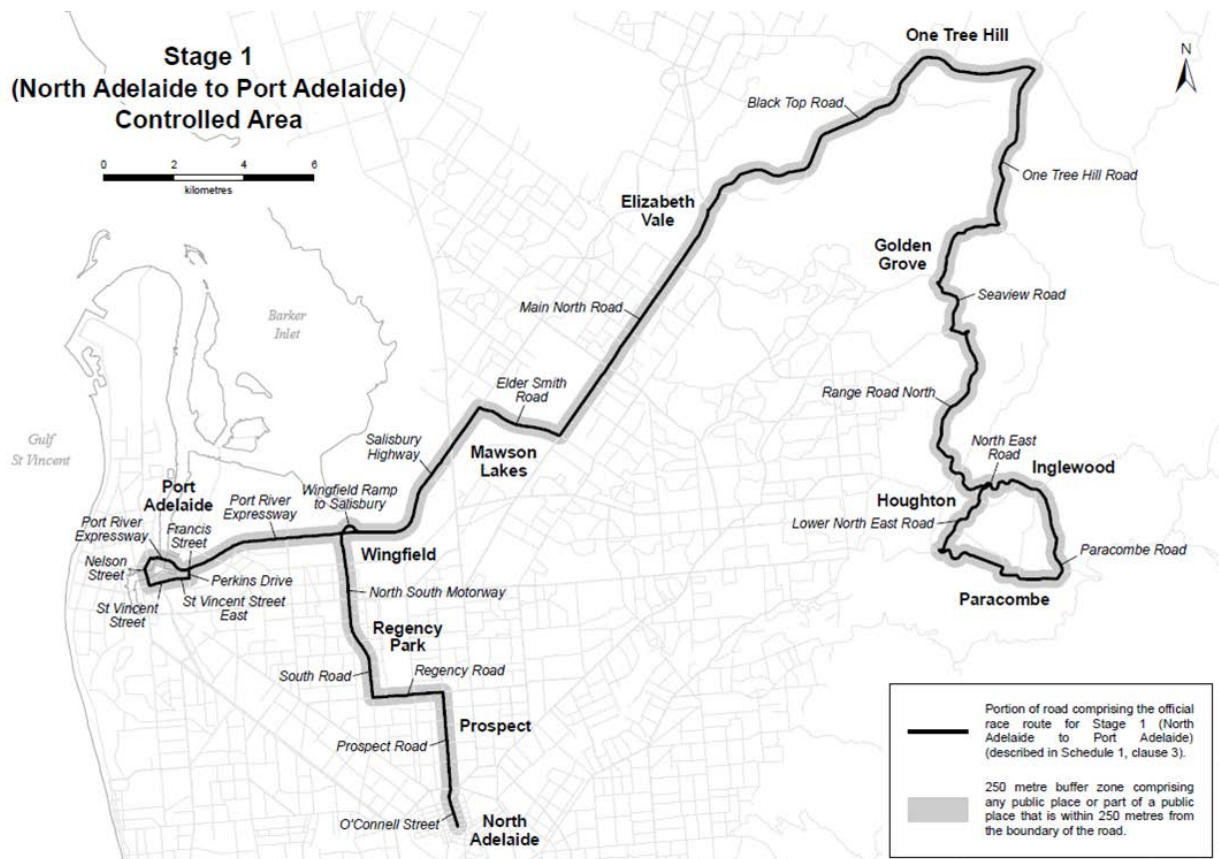 Stage 1
(North Adelaide to Port Adelaide)
Controlled Area
0
2
4
6
kilometres
N
One Tree Hill
Black Top Road
One Tree Hill Road
Elizabeth
Vale
Golden
Grove
Seaview Road
Main North Road
Barker
Inlet
Elder Smith
Road
Range Road North
Gulf
St Vincent
Salisbury
Highway
Mawson
Lakes
North East
Road
Inglewood
Port
Adelaide
Wingfield Ramp
to Salisbury
Port River
Expressway
Houghton
Lower North East Road
Port River
Expressway
Francis
Street
Wingfield
Paracombe Road
Nelson
Street
Perkins Drive
North South Motorway
Paracombe
St Vincent
Street
St Vincent Street
East
Regency
Park
South Road
Regency Road
Prospect
Prospect Road
O'Connell Street
North
Adelaide
Portion of road comprising the official
race route for Stage 1 (North
Adelaide to Port Adelaide)
(described in Schedule 1, clause 3).
250 metre buffer zone comprising
any public place or part of a public
place that is within 250 metres from
the boundary of the road.